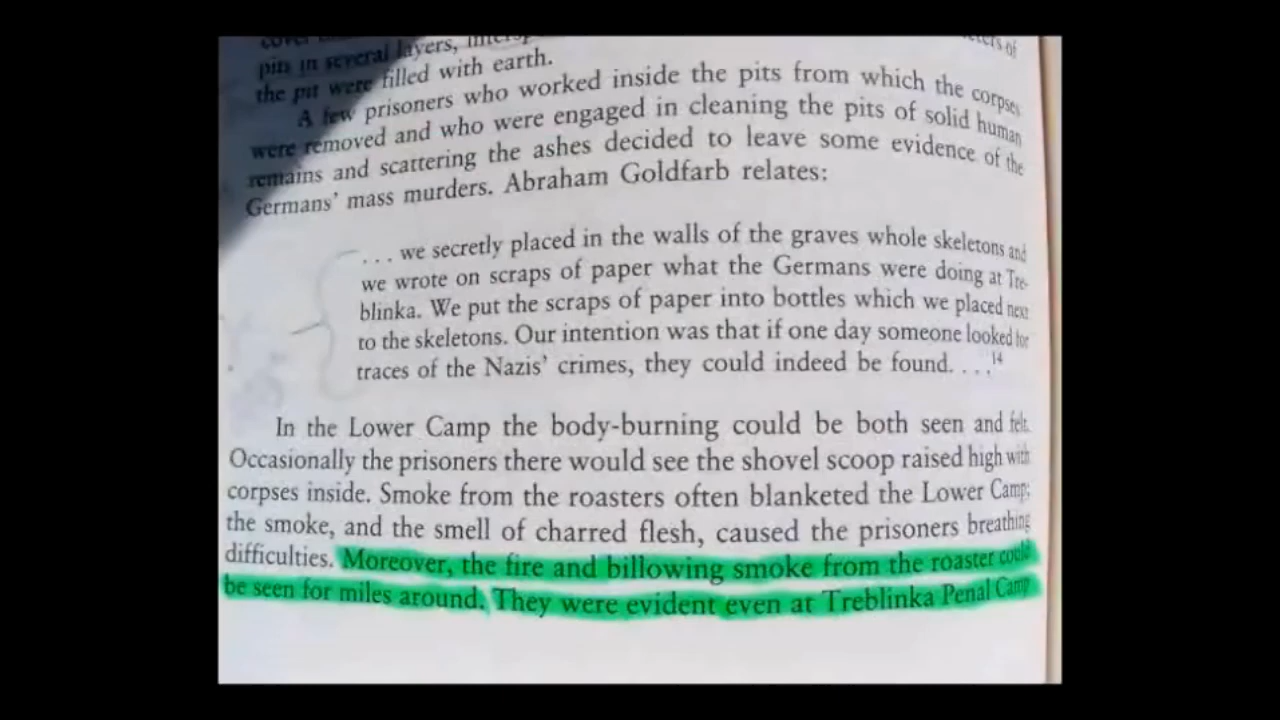 pits in several layers,
the pit were filled with earth.
A few prisoners who worked inside the pits from which the corpses
were removed and who were engaged in cleaning the pits of solid human
remains and scattering the ashes decided to leave some evidence of the
Germans' mass murders. Abraham Goldfarb relates:
... we secretly placed in the walls of the graves whole skeletons and
we wrote on scraps of paper what the Germans were doing at Tre-
blinka. We put the scraps of paper into bottles which we placed next
to the skeletons. Our intention was that if one day someone looked for
traces of the Nazis' crimes, they could indeed be found. ...14
In the Lower Camp the body-burning could be both seen and felt.
Occasionally the prisoners there would see the shovel scoop raised high with
corpses inside. Smoke from the roasters often blanketed the Lower Camp;
the smoke, and the smell of charred flesh, caused the prisoners breathing
difficulties. Moreover, the fire and billowing smoke from the roaster could
be seen for miles around. They were evident even at Treblinka Penal Camp